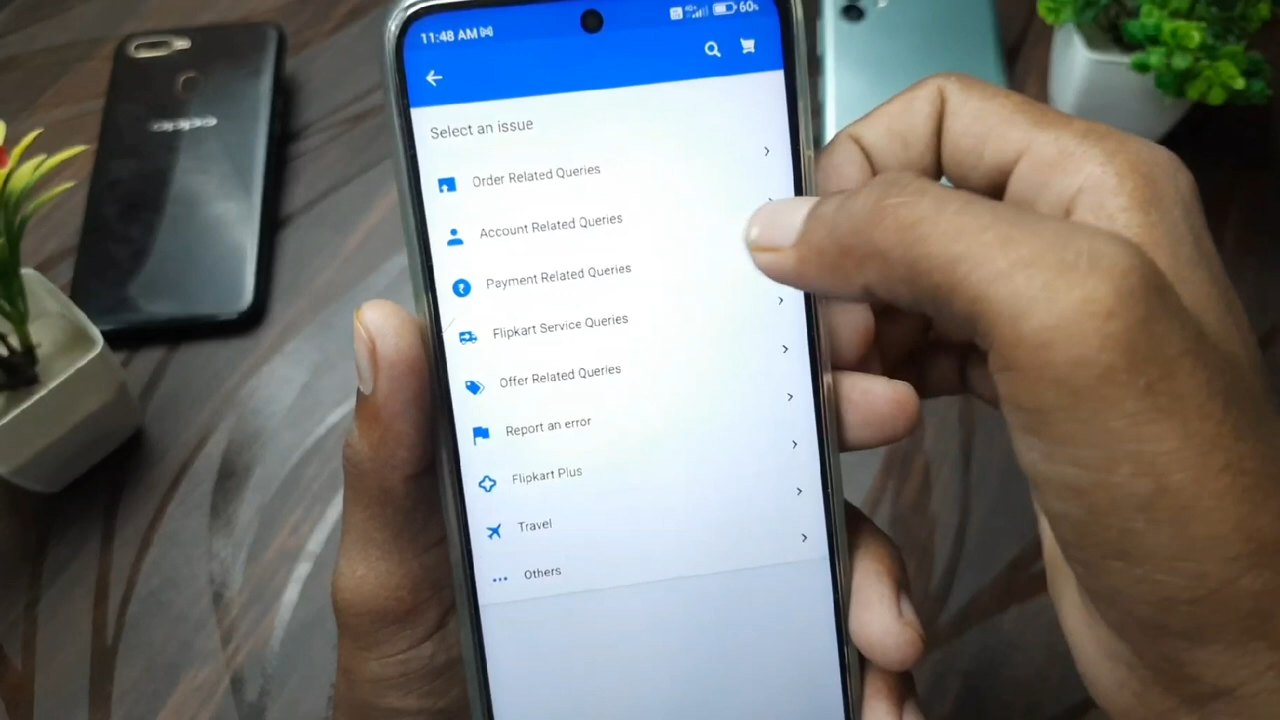 11:48 AM
60%
Select an issue
Order Related Queries
Account Related Queries
Payment Related Queries
Flipkart Service Queries
Offer Related Queries
Report an error
Flipkart Plus
Travel
Others
oppo